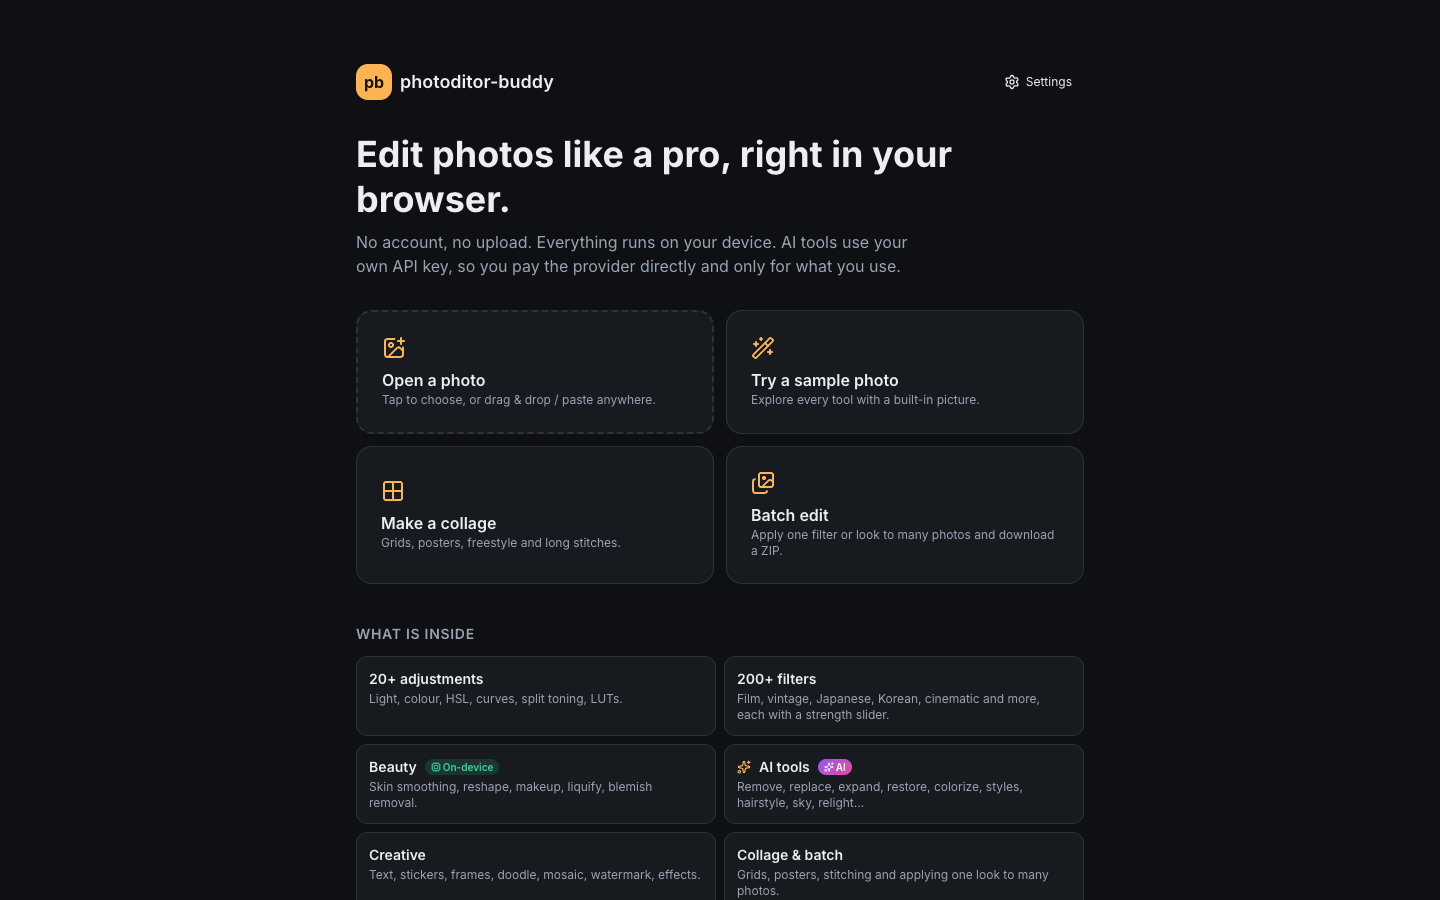 pb photoditor-buddy
Settings
Edit photos like a pro, right in your
browser.
No account, no upload. Everything runs on your device. AI tools use your
own API key, so you pay the provider directly and only for what you use.
Open a photo
Tap to choose, or drag & drop / paste anywhere.
Try a sample photo
Explore every tool with a built-in picture.
Make a collage
Grids, posters, freestyle and long stitches.
Batch edit
Apply one filter or look to many photos and download
a ZIP.
WHAT IS INSIDE
20+ adjustments
Light, colour, HSL, curves, split toning, LUTs.
200+ filters
Film, vintage, Japanese, Korean, cinematic and more,
each with a strength slider.
Beauty On-device
Skin smoothing, reshape, makeup, liquify, blemish
removal.
AI tools AI
Remove, replace, expand, restore, colorize, styles,
hairstyle, sky, relight...
Creative
Text, stickers, frames, doodle, mosaic, watermark, effects.
Collage & batch
Grids, posters, stitching and applying one look to many
photos.